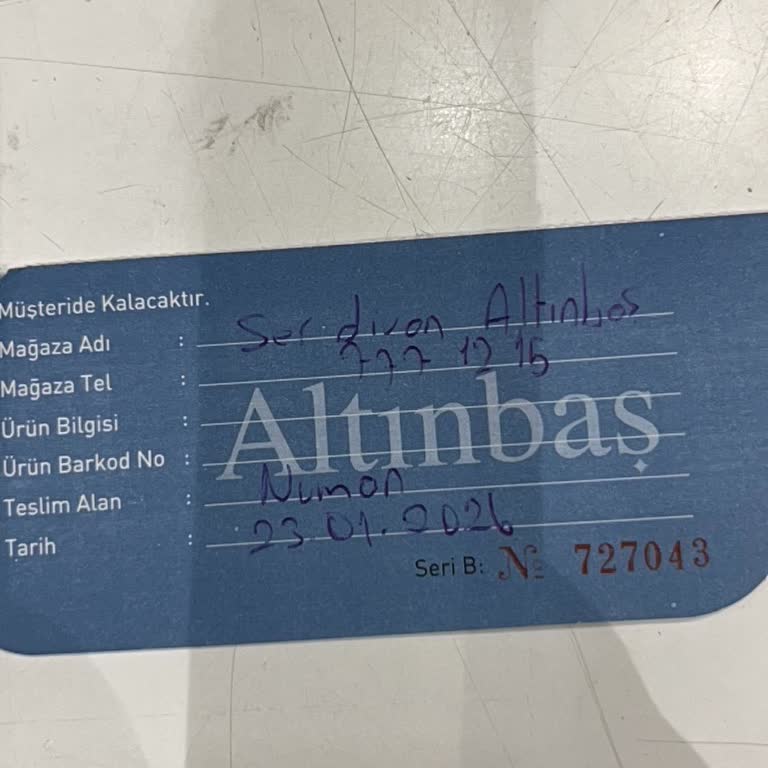 Müşteride Kalacaktır.
Mağaza Adı : Serdivan Altınbaş
Mağaza Tel : 777 12 15
Ürün Bilgisi :
Altınbaş
Ürün Barkod No :
Teslim Alan : Numan
Tarih : 23.01.2026
Seri B: № 727043